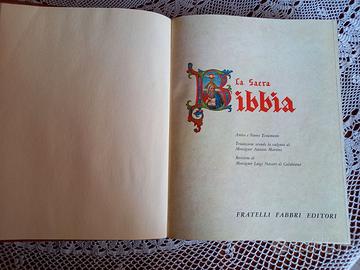 La Sacra
Bibbia
Antico e Nuovo Testamento
Traduzione secondo la vulgata di
Monsignor Antonio Martini
Revisione di
Monsignor Luigi Nazari di Calabiana
FRATELLI FABBRI EDITORI